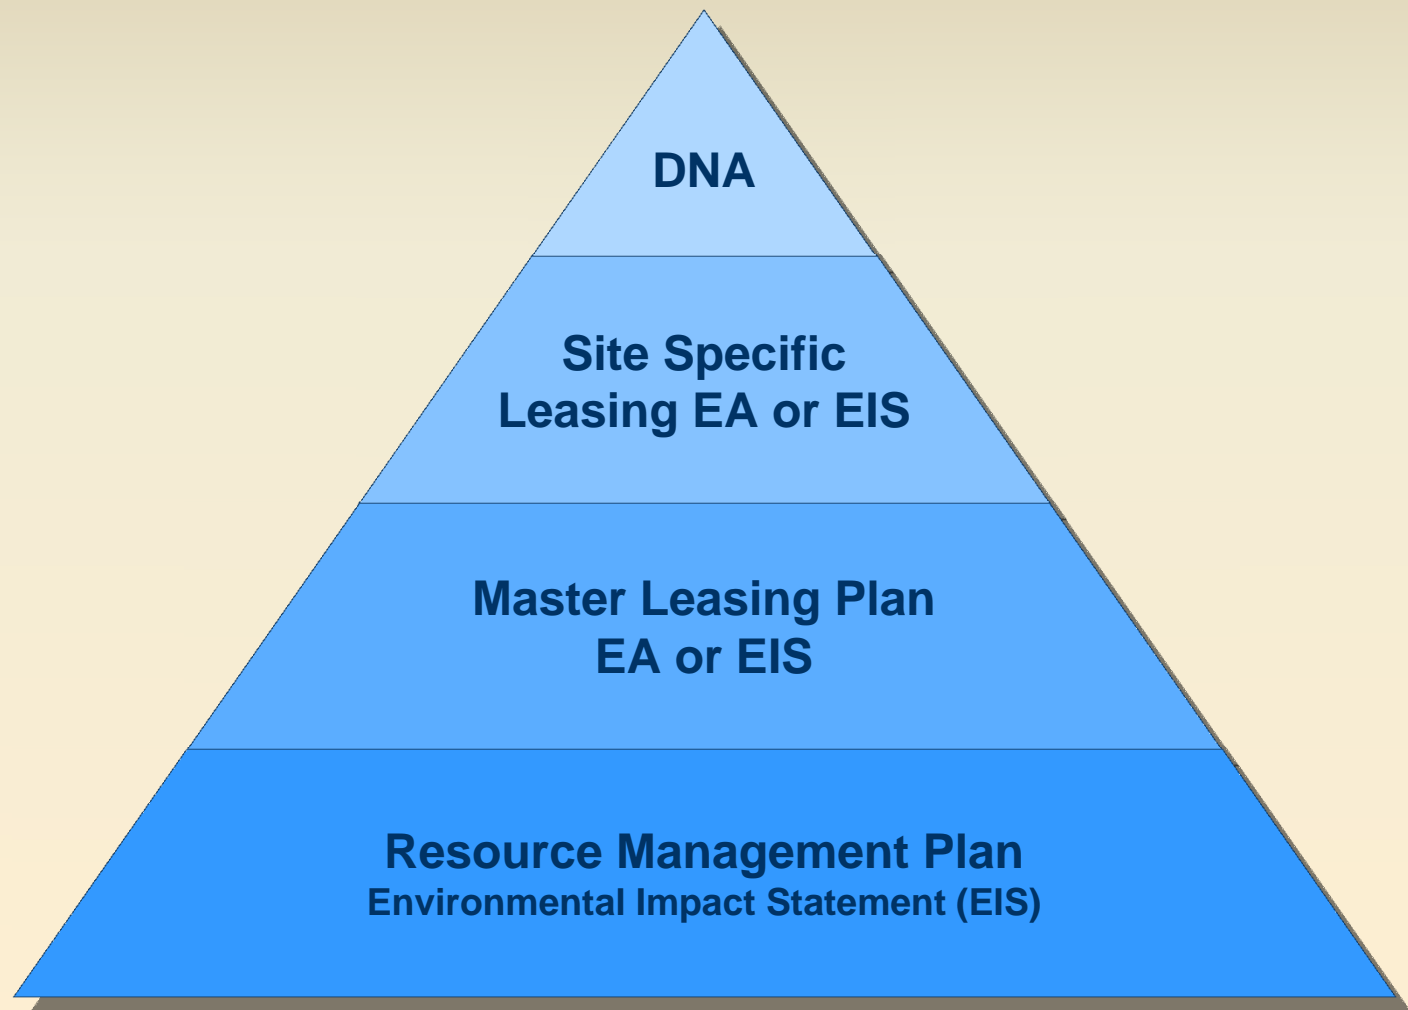 DNA
Site Specific
Leasing EA or EIS
Master Leasing Plan
EA or EIS
Resource Management Plan
Environmental Impact Statement (EIS)